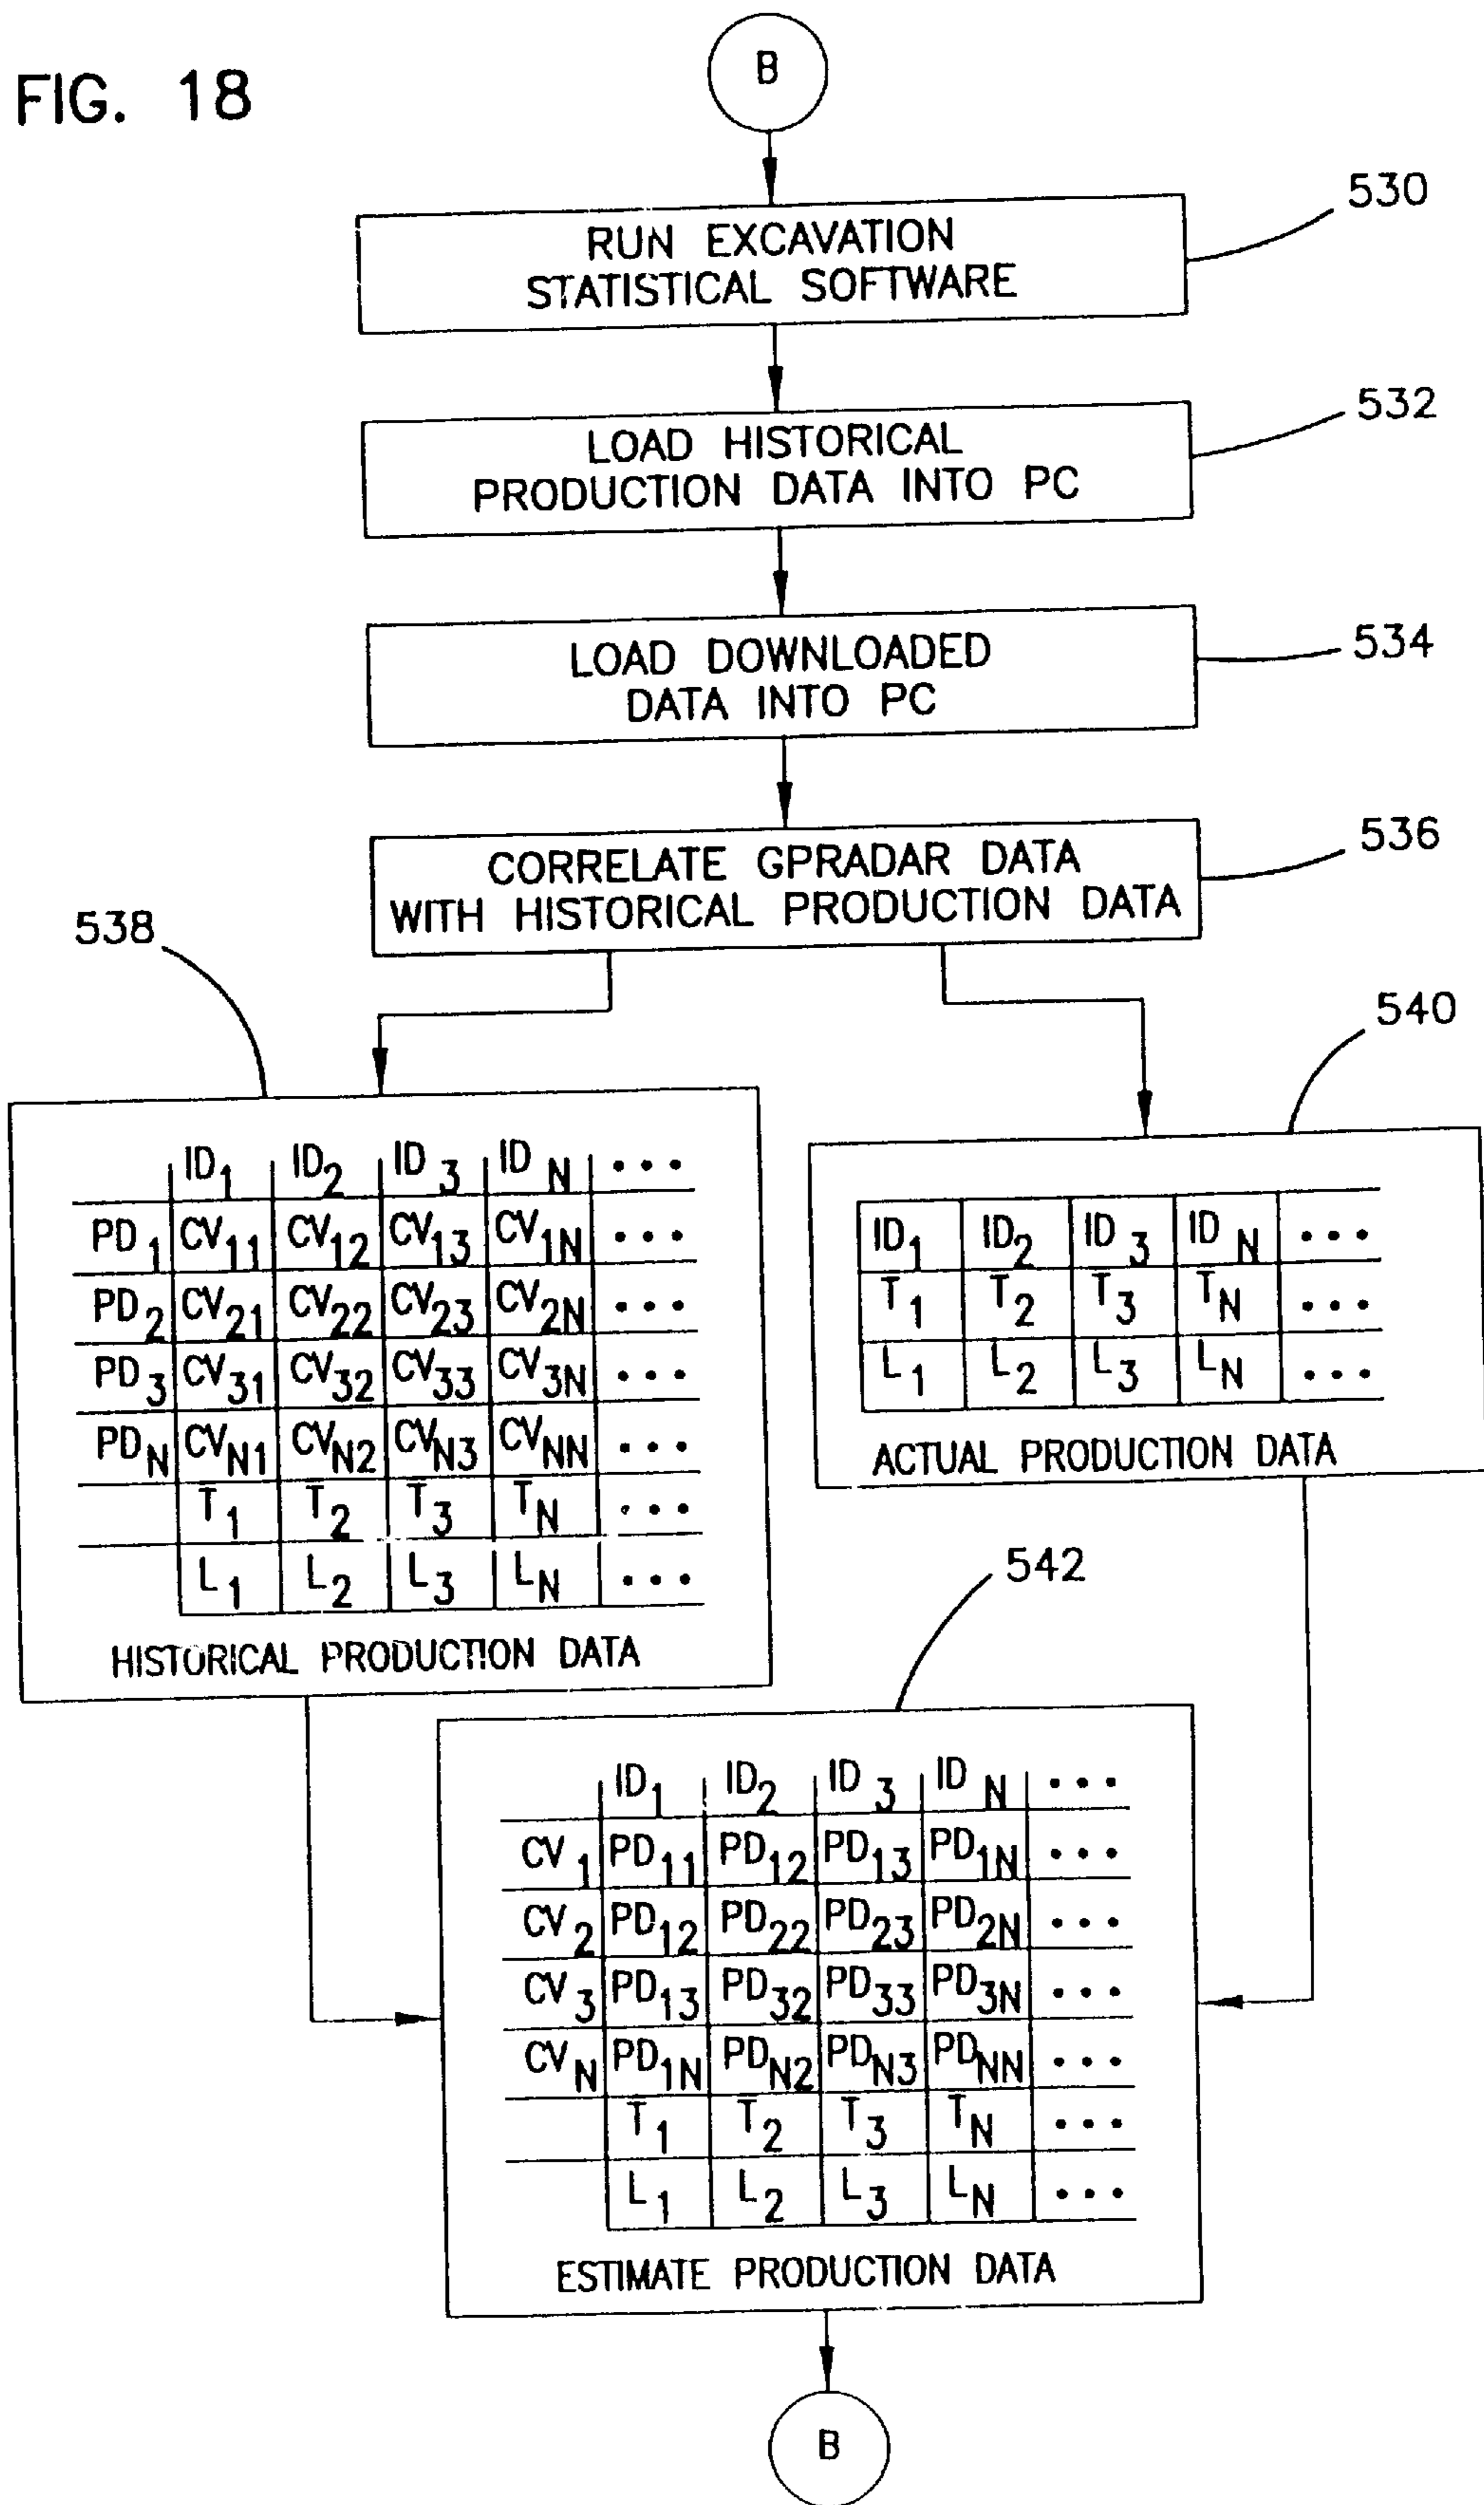 FIG. 18
B
530
RUN EXCAVATION
STATISTICAL SOFTWARE
532
LOAD HISTORICAL
PRODUCTION DATA INTO PC
534
LOAD DOWNLOADED
DATA INTO PC
536
CORRELATE GPRADAR DATA
WITH HISTORICAL PRODUCTION DATA
538
ID1 ID2 ID3 IDN ...
PD1 CV11 CV12 CV13 CV1N ...
PD2 CV21 CV22 CV23 CV2N ...
PD3 CV31 CV32 CV33 CV3N ...
PDN CVN1 CVN2 CVN3 CVNN ...
T1 T2 T3 TN ...
L1 L2 L3 LN ...
HISTORICAL PRODUCTION DATA
540
ID1 ID2 ID3 IDN ...
T1 T2 T3 TN ...
L1 L2 L3 LN ...
ACTUAL PRODUCTION DATA
542
ID1 ID2 ID3 IDN ...
CV1 PD11 PD12 PD13 PD1N ...
CV2 PD12 PD22 PD23 PD2N ...
CV3 PD13 PD32 PD33 PD3N ...
CVN PD1N PDN2 PDN3 PDNN ...
T1 T2 T3 TN ...
L1 L2 L3 LN ...
ESTIMATE PRODUCTION DATA
B